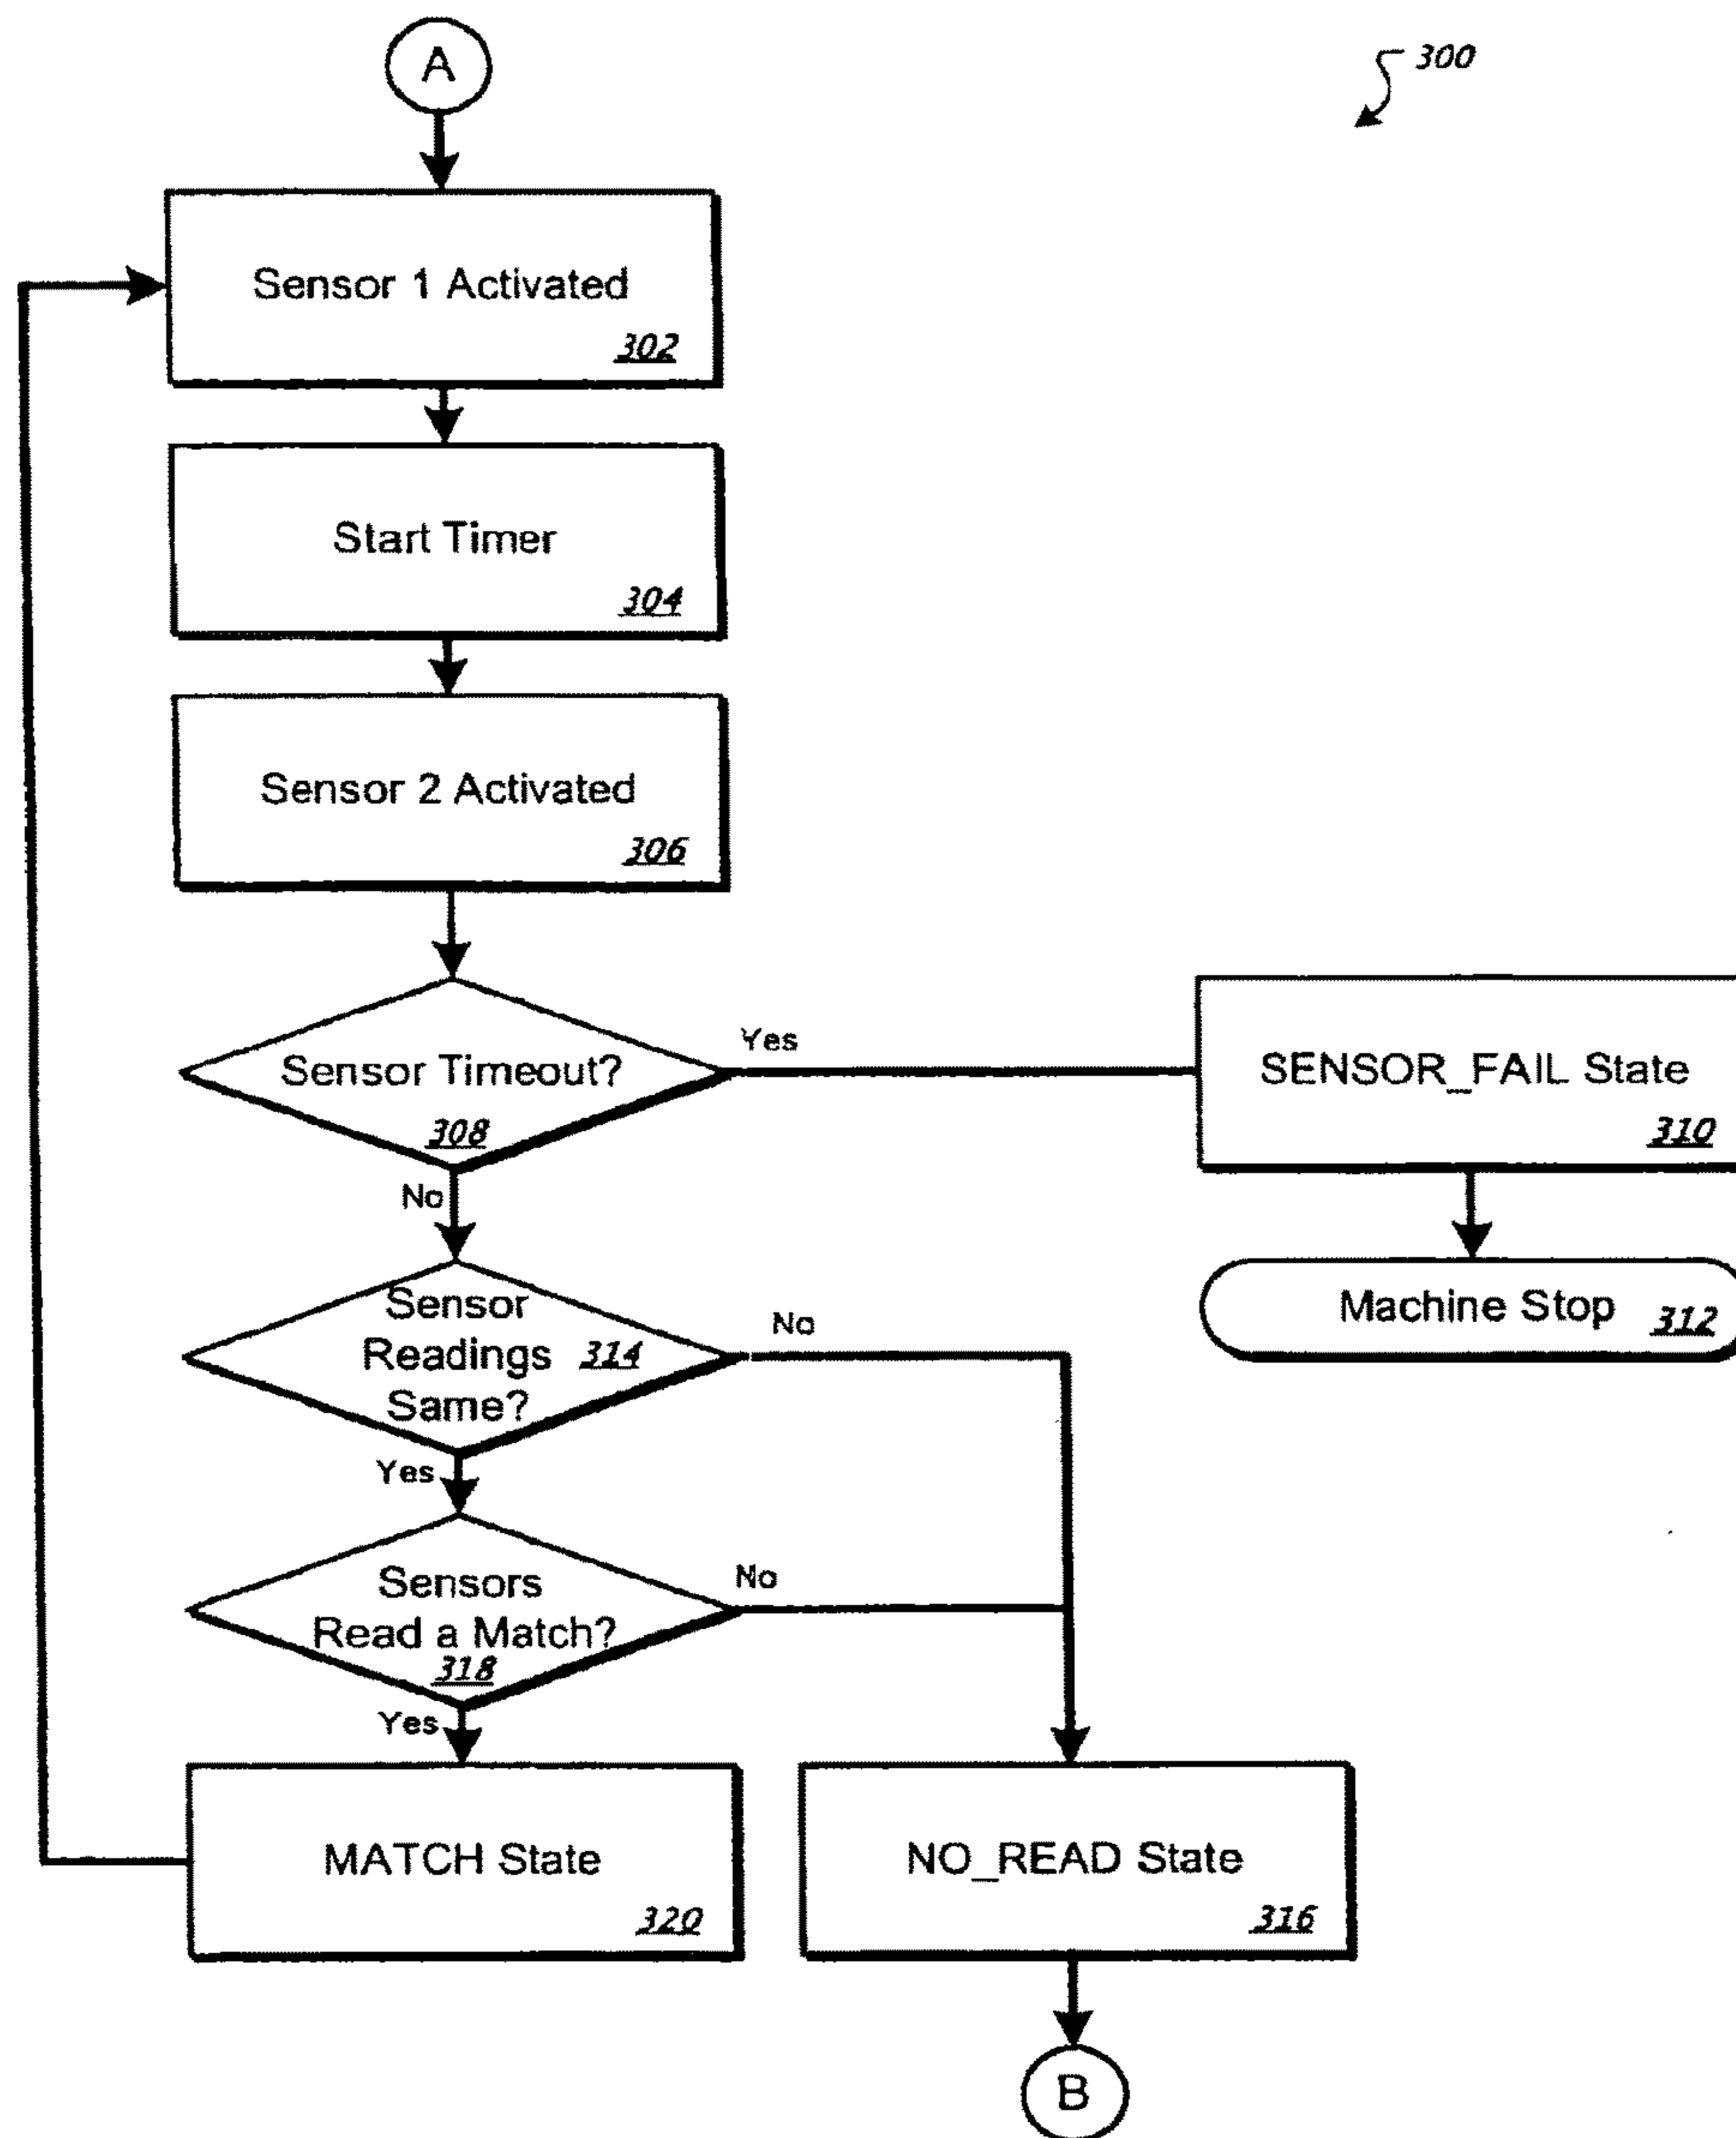 A
300
Sensor 1 Activated
302
Start Timer
304
Sensor 2 Activated
306
Sensor Timeout?
308
Yes
No
SENSOR_FAIL State
310
Machine Stop 312
Sensor
Readings 314
Same?
No
Yes
Sensors
Read a Match?
318
No
Yes
MATCH State
320
NO_READ State
316
B